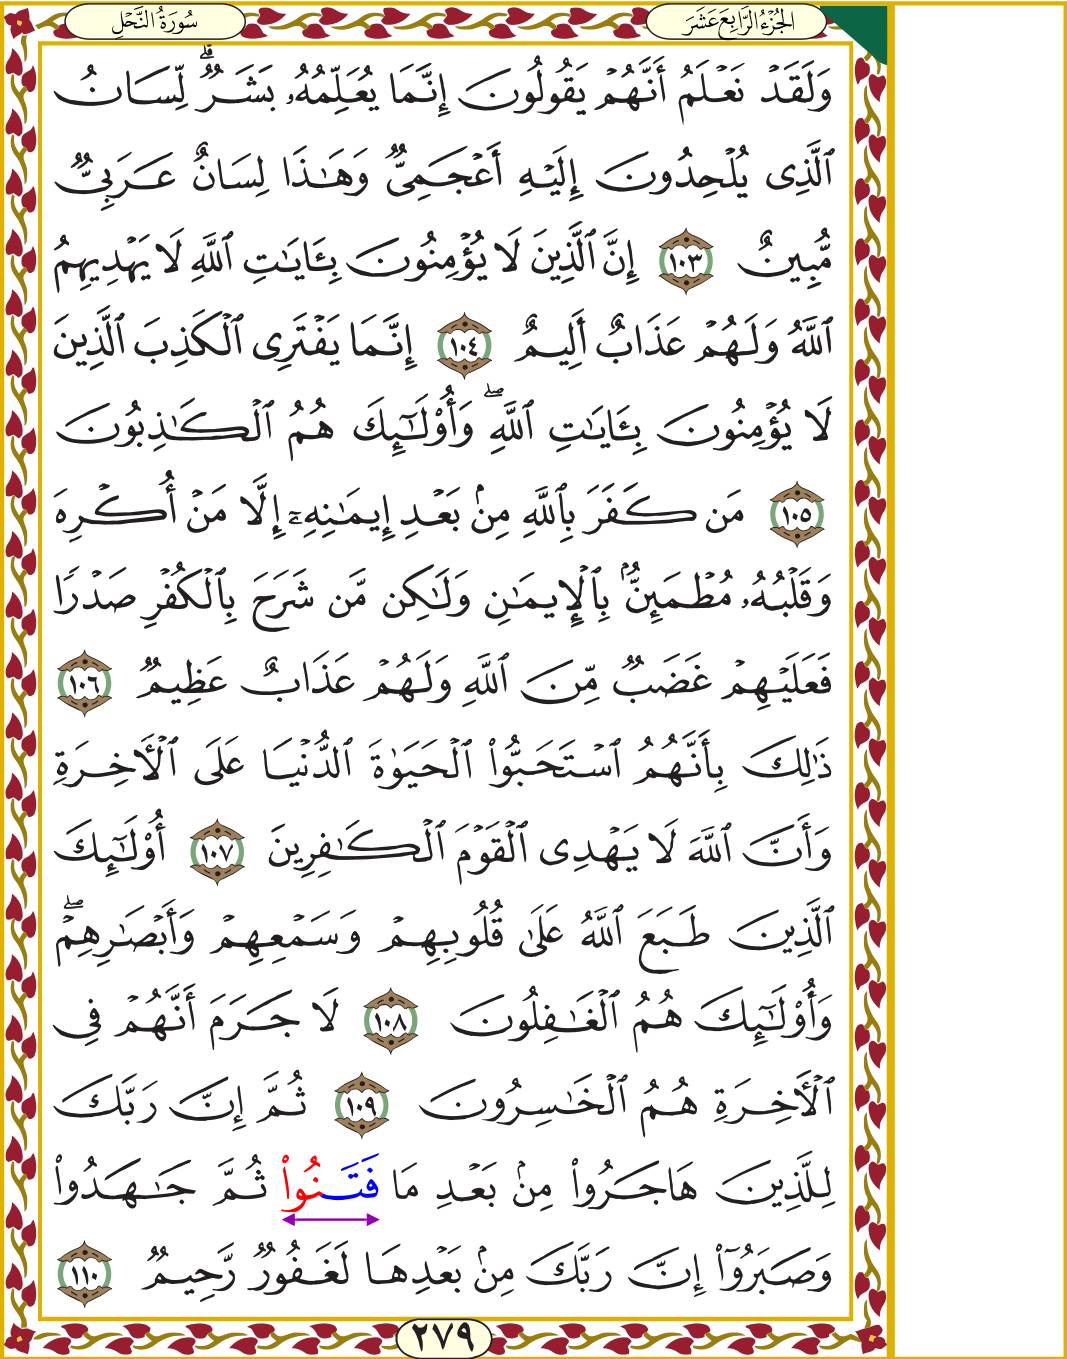 الجُزْءُ الرَّابِعَ عَشَرَ
سُورَةُ النَّحْلِ
وَلَقَدۡ نَعۡلَمُ أَنَّهُمۡ يَقُولُونَ إِنَّمَا يُعَلِّمُهُۥ بَشَرٞۗ لِّسَانُ
ٱلَّذِي يُلۡحِدُونَ إِلَيۡهِ أَعۡجَمِيّٞ وَهَٰذَا لِسَانٌ عَرَبِيّٞ
مُّبِينٌ ١٠٣ إِنَّ ٱلَّذِينَ لَا يُؤۡمِنُونَ بِـَٔايَٰتِ ٱللَّهِ لَا يَهۡدِيهِمُ
ٱللَّهُ وَلَهُمۡ عَذَابٌ أَلِيمٌ ١٠٤ إِنَّمَا يَفۡتَرِي ٱلۡكَذِبَ ٱلَّذِينَ
لَا يُؤۡمِنُونَ بِـَٔايَٰتِ ٱللَّهِۖ وَأُوْلَٰٓئِكَ هُمُ ٱلۡكَٰذِبُونَ
١٠٥ مَن كَفَرَ بِٱللَّهِ مِنۢ بَعۡدِ إِيمَٰنِهِۦٓ إِلَّا مَنۡ أُكۡرِهَ
وَقَلۡبُهُۥ مُطۡمَئِنُّۢ بِٱلۡإِيمَٰنِ وَلَٰكِن مَّن شَرَحَ بِٱلۡكُفۡرِ صَدۡرٗا
فَعَلَيۡهِمۡ غَضَبٞ مِّنَ ٱللَّهِ وَلَهُمۡ عَذَابٌ عَظِيمٞ ١٠٦
ذَٰلِكَ بِأَنَّهُمُ ٱسۡتَحَبُّواْ ٱلۡحَيَوٰةَ ٱلدُّنۡيَا عَلَى ٱلۡأٓخِرَةِ
وَأَنَّ ٱللَّهَ لَا يَهۡدِي ٱلۡقَوۡمَ ٱلۡكَٰفِرِينَ ١٠٧ أُوْلَٰٓئِكَ
ٱلَّذِينَ طَبَعَ ٱللَّهُ عَلَىٰ قُلُوبِهِمۡ وَسَمۡعِهِمۡ وَأَبۡصَٰرِهِمۡۖ
وَأُوْلَٰٓئِكَ هُمُ ٱلۡغَٰفِلُونَ ١٠٨ لَا جَرَمَ أَنَّهُمۡ فِي
ٱلۡأٓخِرَةِ هُمُ ٱلۡخَٰسِرُونَ ١٠٩ ثُمَّ إِنَّ رَبَّكَ
لِلَّذِينَ هَاجَرُواْ مِنۢ بَعۡدِ مَا فَتَنُواْ ثُمَّ جَٰهَدُواْ
وَصَبَرُوٓاْ إِنَّ رَبَّكَ مِنۢ بَعۡدِهَا لَغَفُورٞ رَّحِيمٞ ١١٠
٢٧٩